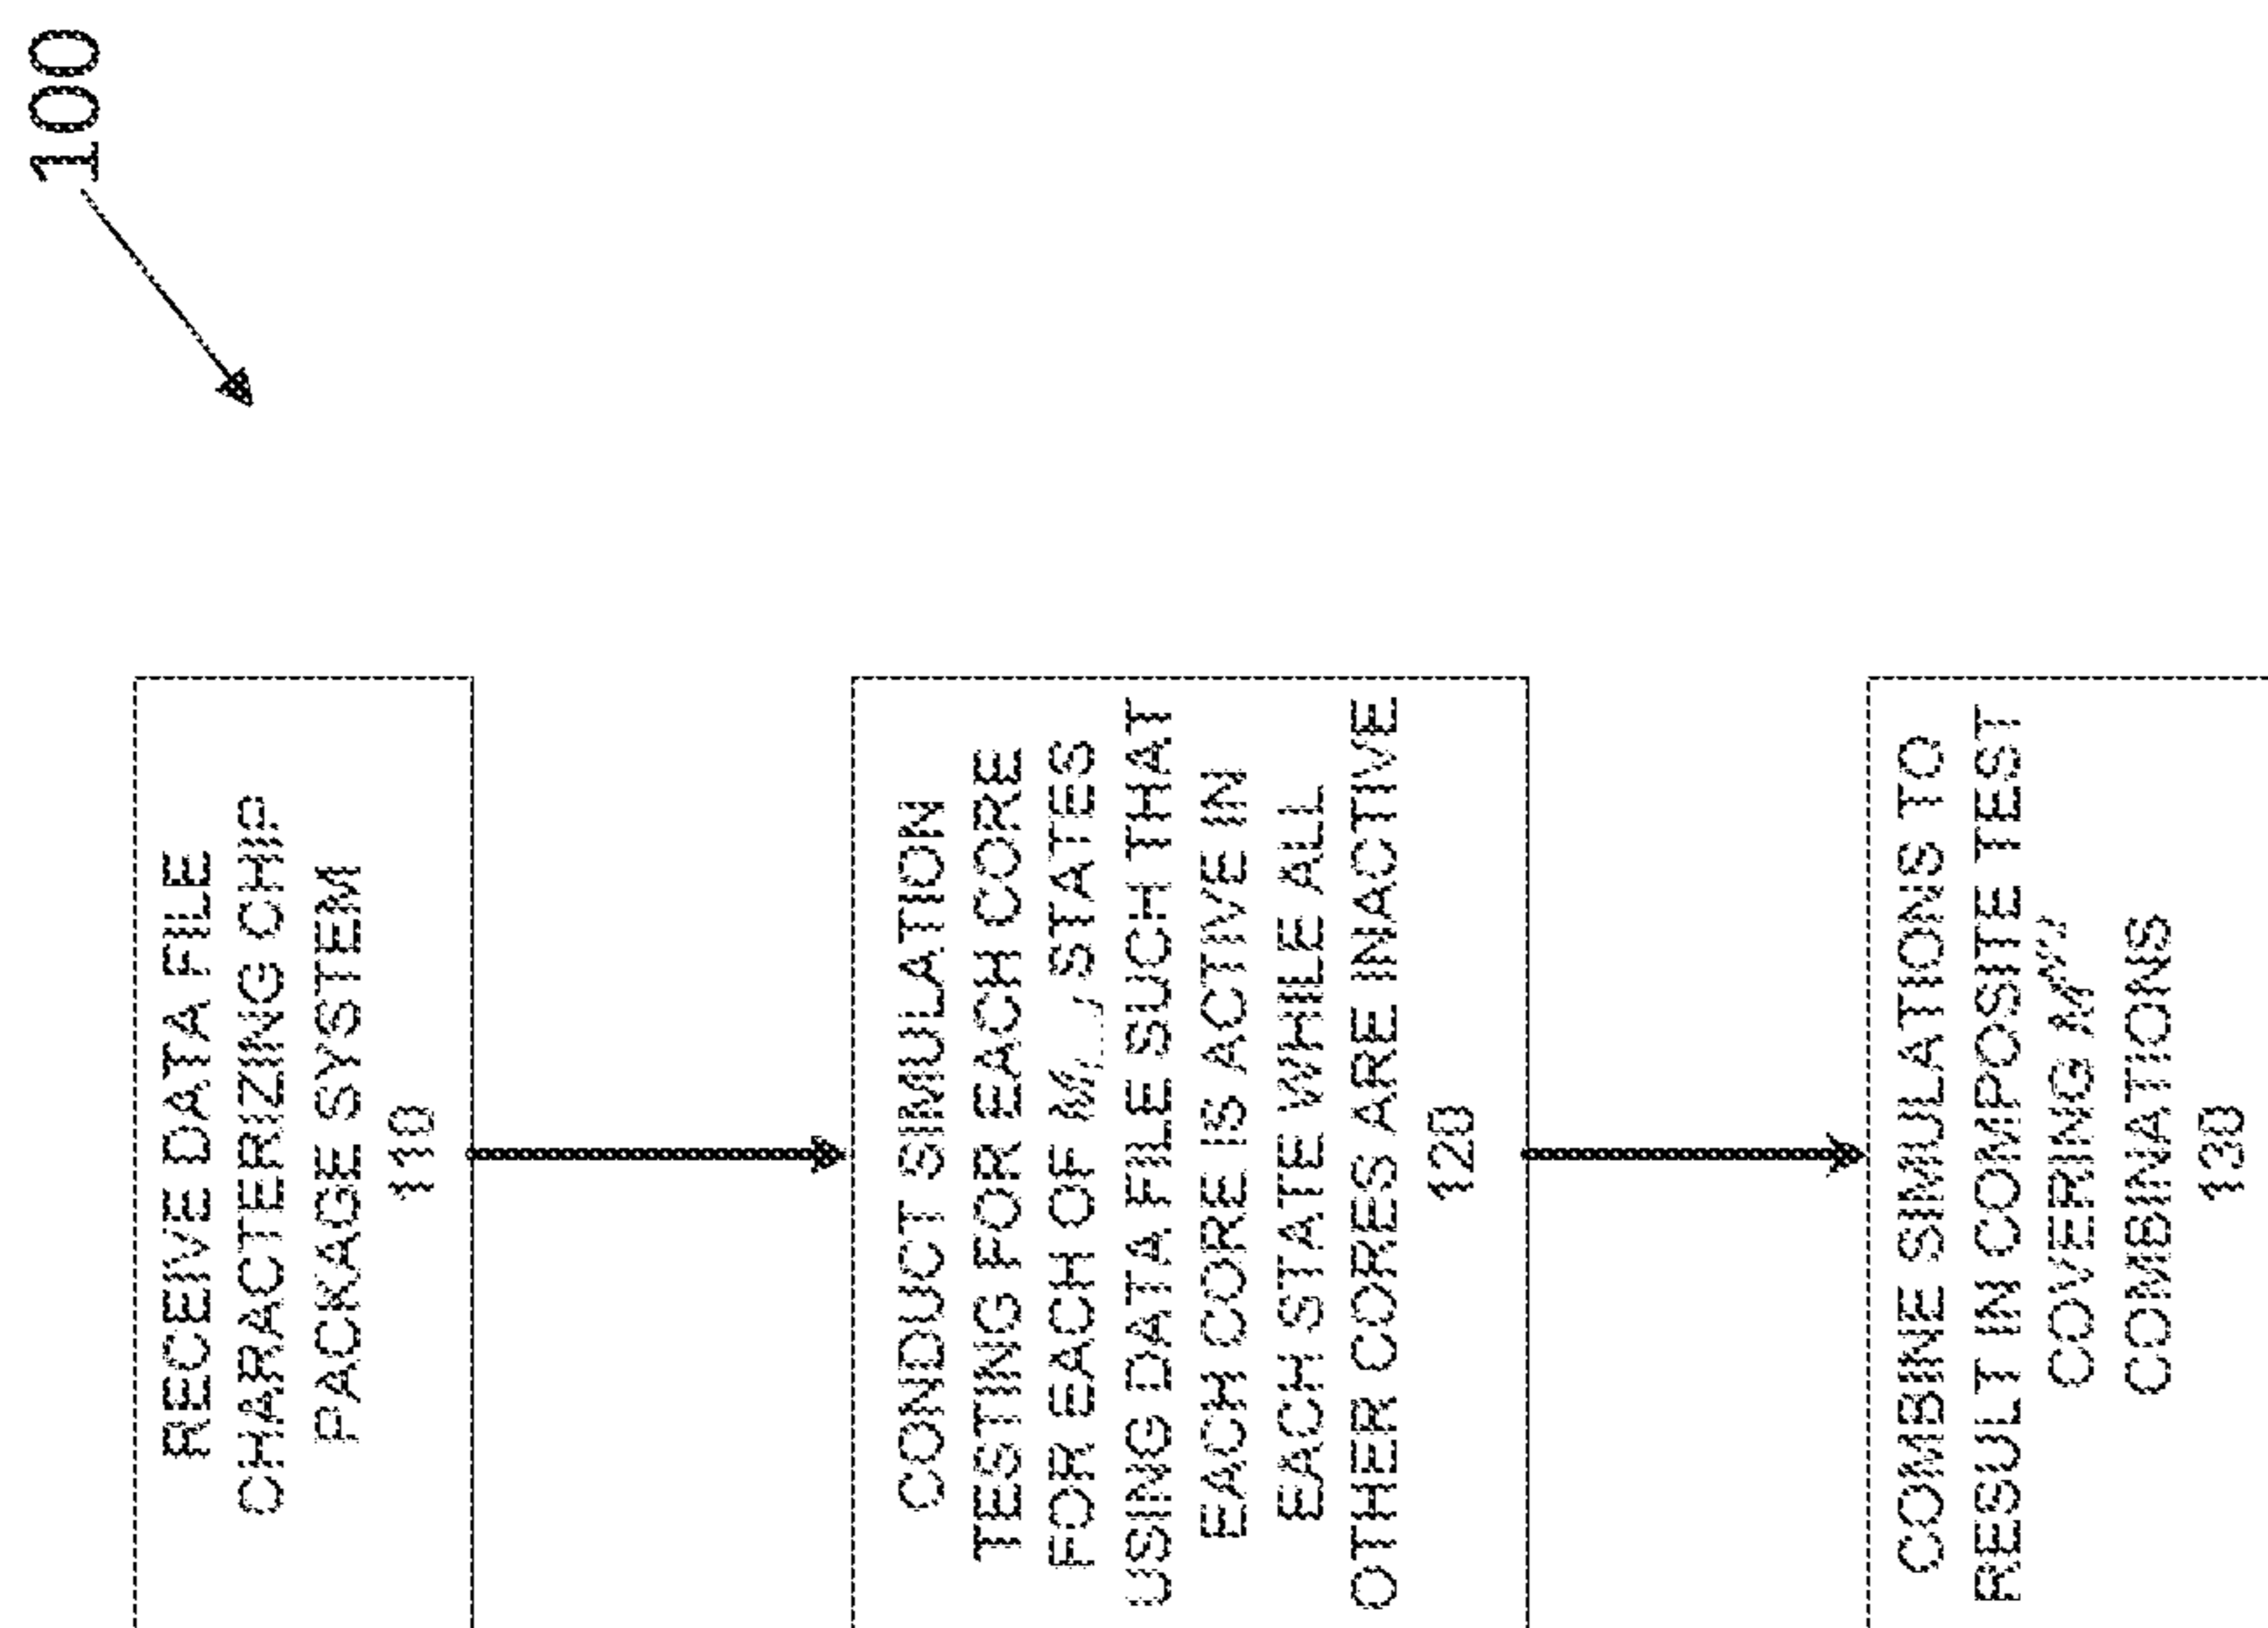 100
RECEIVE DATA FILE
CHARACTERIZING CHIP
PACKAGE SYSTEM
110
CONDUCT SIMULATION
TESTING FOR EACH CORE
FOR EACH OF STATES
USING DATA FILE SUCH THAT
EACH CORE IS ACTIVE IN
EACH STATE WHILE ALL
OTHER CORES ARE INACTIVE
120
COMBINE SIMULATIONS TO
RESULT IN COMPOSITE TEST
COVERING
COMBINATIONS
130